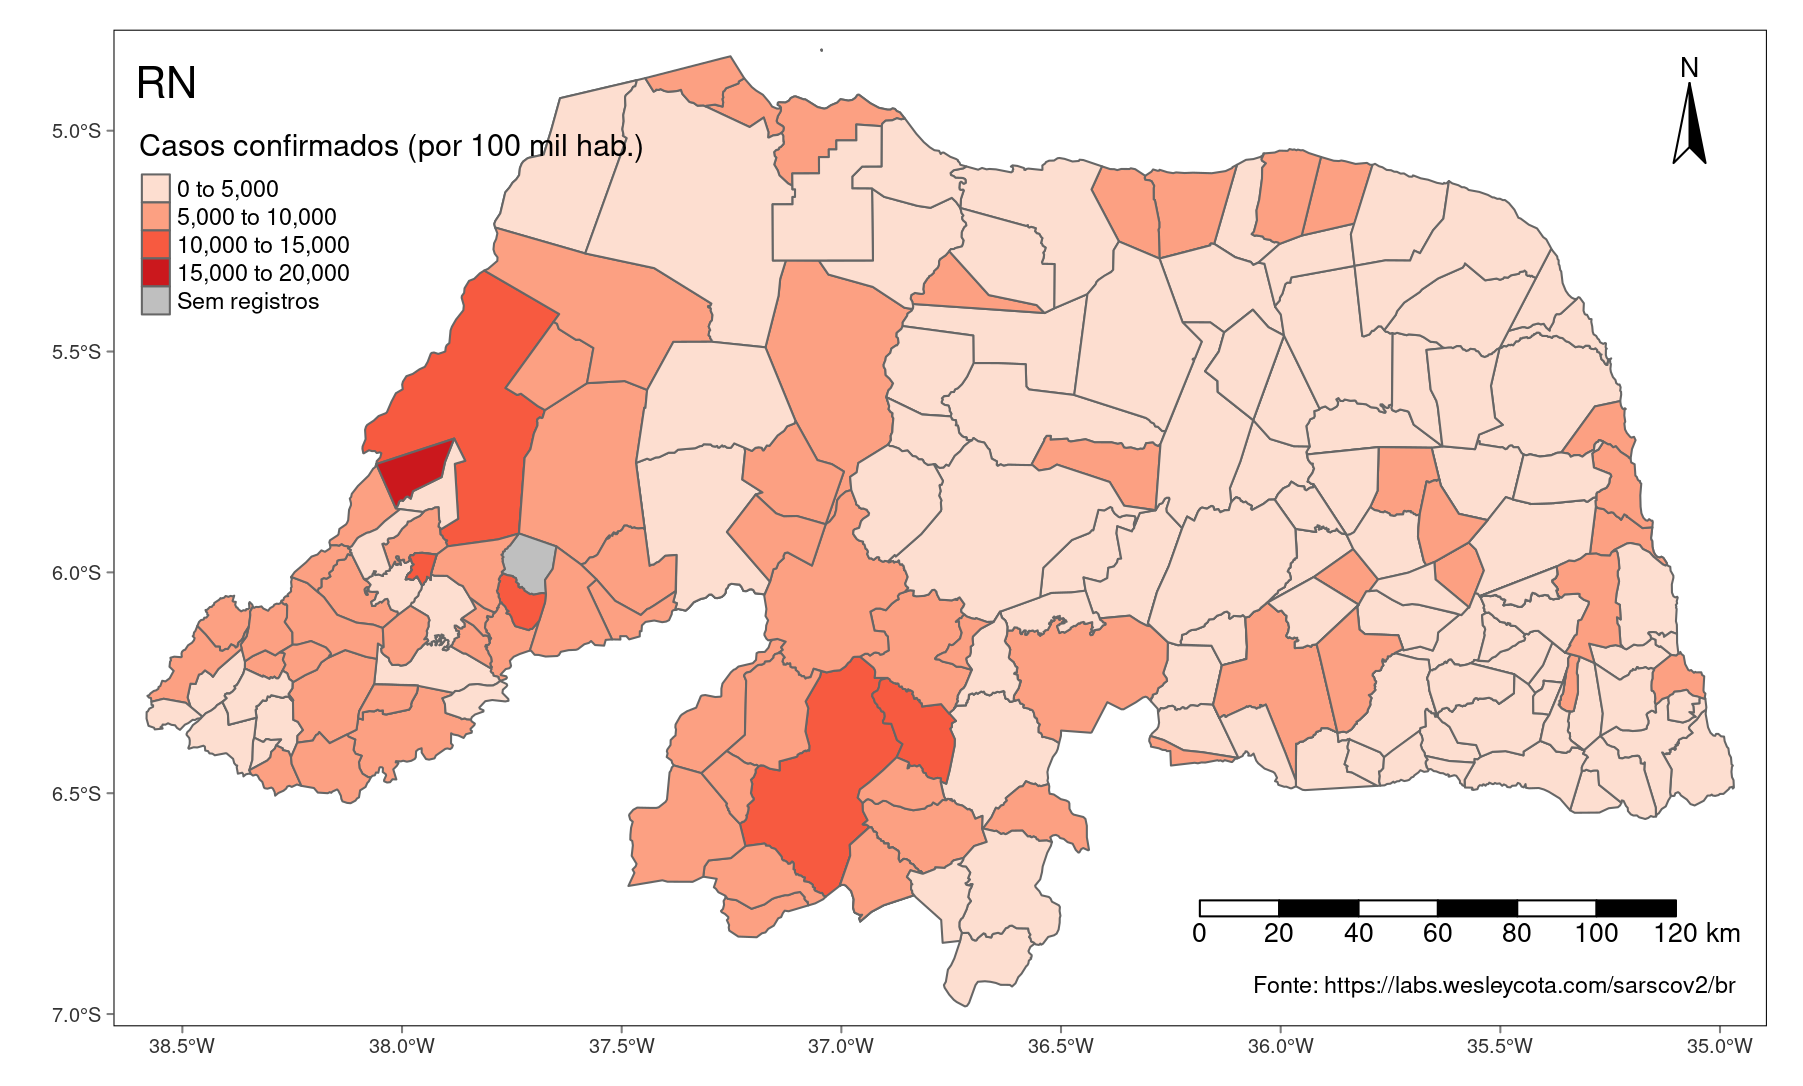 RN
N
Casos confirmados (por 100 mil hab.)
0 to 5,000
5,000 to 10,000
10,000 to 15,000
15,000 to 20,000
Sem registros
5.0°S
5.5°S
6.0°S
6.5°S
7.0°S
0 20 40 60 80 100 120 km
Fonte: https://labs.wesleycota.com/sarscov2/br
38.5°W 38.0°W 37.5°W 37.0°W 36.5°W 36.0°W 35.5°W 35.0°W